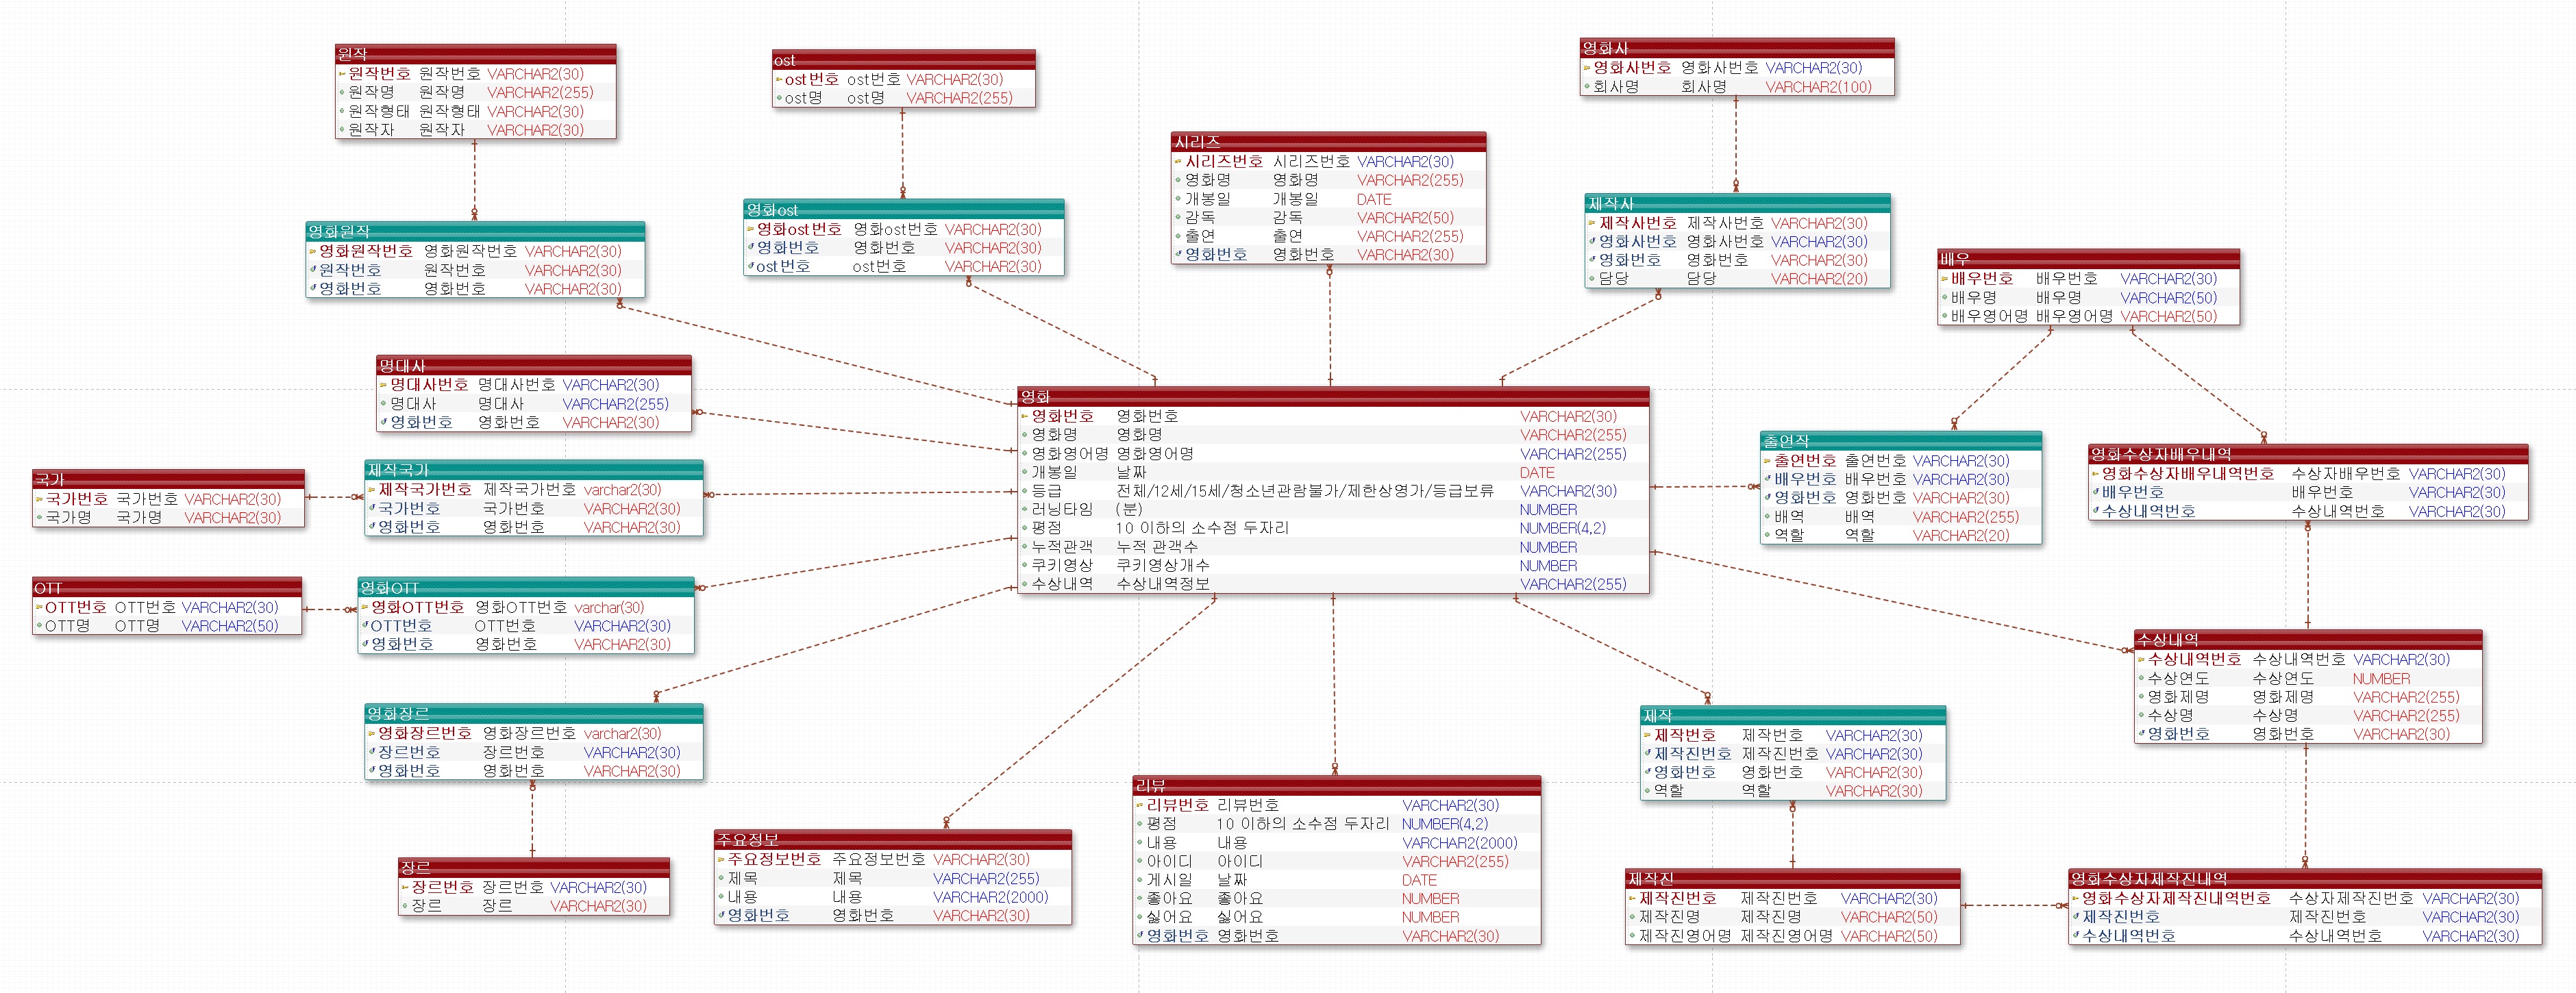 원작
원작번호 원작번호 VARCHAR2(30)
원작명 원작명 VARCHAR2(255)
원작형태 원작형태 VARCHAR2(30)
원작자 원작자 VARCHAR2(30)
ost
ost번호 ost번호 VARCHAR2(30)
ost명 ost명 VARCHAR2(255)
영화사
영화사번호 영화사번호 VARCHAR2(30)
회사명 회사명 VARCHAR2(100)
시리즈
시리즈번호 시리즈번호 VARCHAR2(30)
영화명 영화명 VARCHAR2(255)
개봉일 개봉일 DATE
감독 감독 VARCHAR2(50)
출연 출연 VARCHAR2(255)
영화번호 영화번호 VARCHAR2(30)
영화원작
영화원작번호 영화원작번호 VARCHAR2(30)
원작번호 원작번호 VARCHAR2(30)
영화번호 영화번호 VARCHAR2(30)
영화ost
영화ost번호 영화ost번호 VARCHAR2(30)
영화번호 영화번호 VARCHAR2(30)
ost번호 ost번호 VARCHAR2(30)
제작사
제작사번호 제작사번호 VARCHAR2(30)
영화사번호 영화사번호 VARCHAR2(30)
영화번호 영화번호 VARCHAR2(30)
담당 담당 VARCHAR2(20)
배우
배우번호 배우번호 VARCHAR2(30)
배우명 배우명 VARCHAR2(50)
배우영어명 배우영어명 VARCHAR2(50)
명대사
명대사번호 명대사번호 VARCHAR2(30)
명대사 명대사 VARCHAR2(255)
영화번호 영화번호 VARCHAR2(30)
영화
영화번호 영화번호 VARCHAR2(30)
영화명 영화명 VARCHAR2(255)
영화영어명 영화영어명 VARCHAR2(255)
개봉일 날짜 DATE
등급 전체/12세/15세/청소년관람불가/제한상영가/등급보류 VARCHAR2(30)
러닝타임 (분) NUMBER
평점 10 이하의 소수점 두자리 NUMBER(4,2)
누적관객 누적 관객수 NUMBER
쿠키영상 쿠키영상개수 NUMBER
수상내역 수상내역정보 VARCHAR2(255)
국가
국가번호 국가번호 VARCHAR2(30)
국가명 국가명 VARCHAR2(30)
제작국가
제작국가번호 제작국가번호 varchar2(30)
국가번호 국가번호 VARCHAR2(30)
영화번호 영화번호 VARCHAR2(30)
출연작
출연번호 출연번호 VARCHAR2(30)
배우번호 배우번호 VARCHAR2(30)
영화번호 영화번호 VARCHAR2(30)
배역 배역 VARCHAR2(255)
역할 역할 VARCHAR2(20)
영화수상자배우내역
영화수상자배우내역번호 수상자배우번호 VARCHAR2(30)
배우번호 배우번호 VARCHAR2(30)
수상내역번호 수상내역번호 VARCHAR2(30)
OTT
OTT번호 OTT번호 VARCHAR2(30)
OTT명 OTT명 VARCHAR2(50)
영화OTT
영화OTT번호 영화OTT번호 varchar(30)
OTT번호 OTT번호 VARCHAR2(30)
영화번호 영화번호 VARCHAR2(30)
수상내역
수상내역번호 수상내역번호 VARCHAR2(30)
수상연도 수상연도 NUMBER
영화제명 영화제명 VARCHAR2(255)
수상명 수상명 VARCHAR2(255)
영화번호 영화번호 VARCHAR2(30)
영화장르
영화장르번호 영화장르번호 varchar2(30)
장르번호 장르번호 VARCHAR2(30)
영화번호 영화번호 VARCHAR2(30)
제작
제작번호 제작번호 VARCHAR2(30)
제작진번호 제작진번호 VARCHAR2(30)
영화번호 영화번호 VARCHAR2(30)
역할 역할 VARCHAR2(30)
장르
장르번호 장르번호 VARCHAR2(30)
장르 장르 VARCHAR2(30)
주요정보
주요정보번호 주요정보번호 VARCHAR2(30)
제목 제목 VARCHAR2(255)
내용 내용 VARCHAR2(2000)
영화번호 영화번호 VARCHAR2(30)
리뷰
리뷰번호 리뷰번호 VARCHAR2(30)
평점 10 이하의 소수점 두자리 NUMBER(4,2)
내용 내용 VARCHAR2(2000)
아이디 아이디 VARCHAR2(255)
게시일 날짜 DATE
좋아요 좋아요 NUMBER
싫어요 싫어요 NUMBER
영화번호 영화번호 VARCHAR2(30)
제작진
제작진번호 제작진번호 VARCHAR2(30)
제작진명 제작진명 VARCHAR2(50)
제작진영어명 제작진영어명 VARCHAR2(50)
영화수상자제작진내역
영화수상자제작진내역번호 수상자제작진번호 VARCHAR2(30)
제작진번호 제작진번호 VARCHAR2(30)
수상내역번호 수상내역번호 VARCHAR2(30)